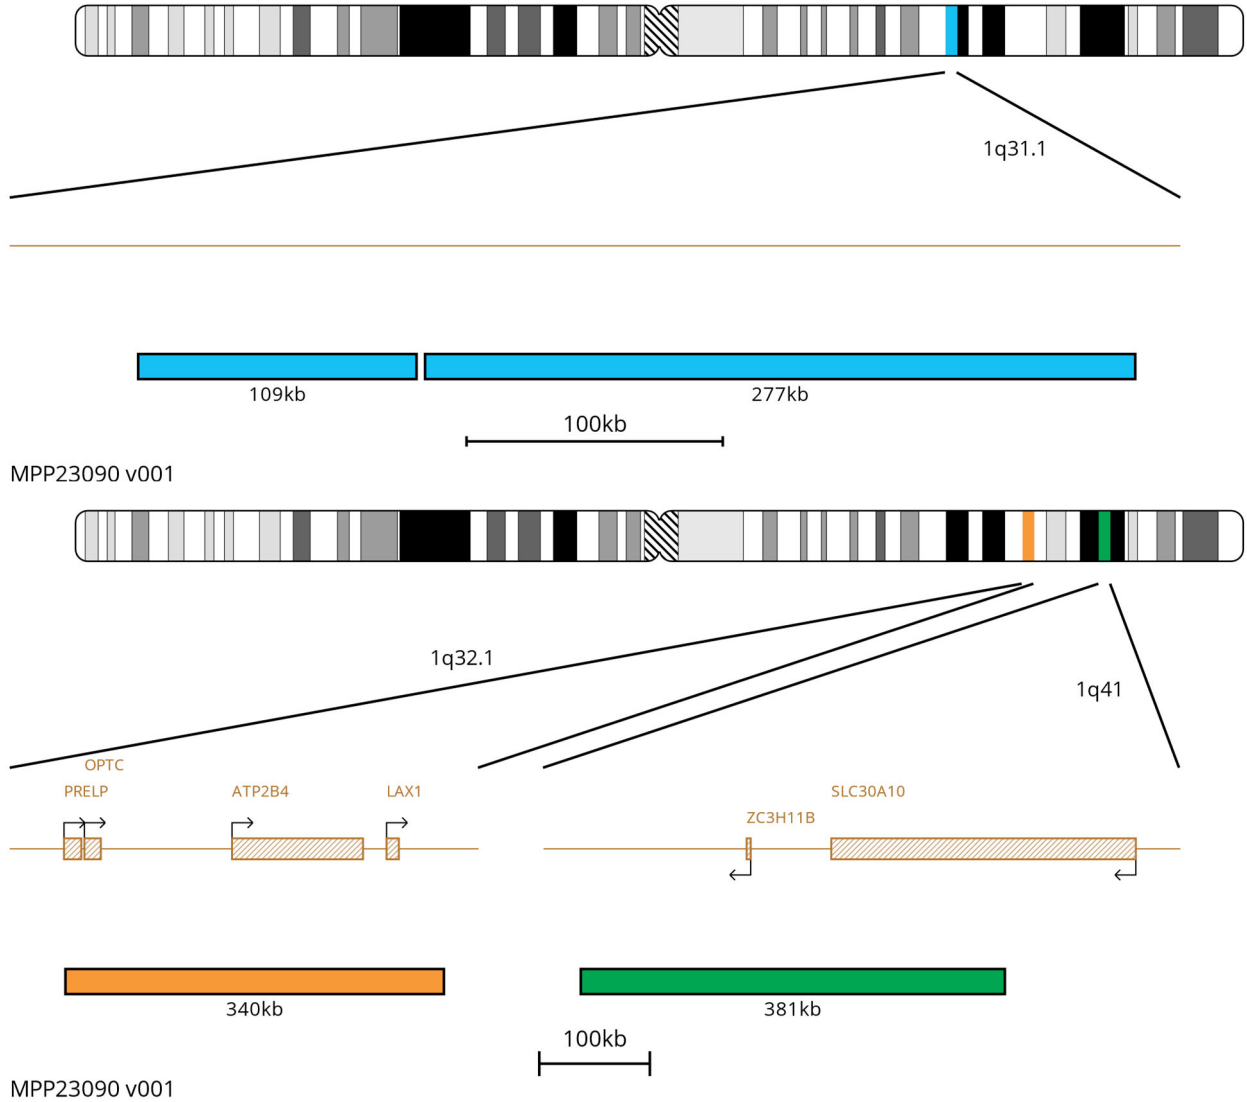 1q31.1
109kb
277kb
100kb
MPP23090 v001
1q32.1
1q41
OPTC
PRELP
ATP2B4
LAX1
SLC30A10
ZC3H11B
340kb
381kb
100kb
MPP23090 v001